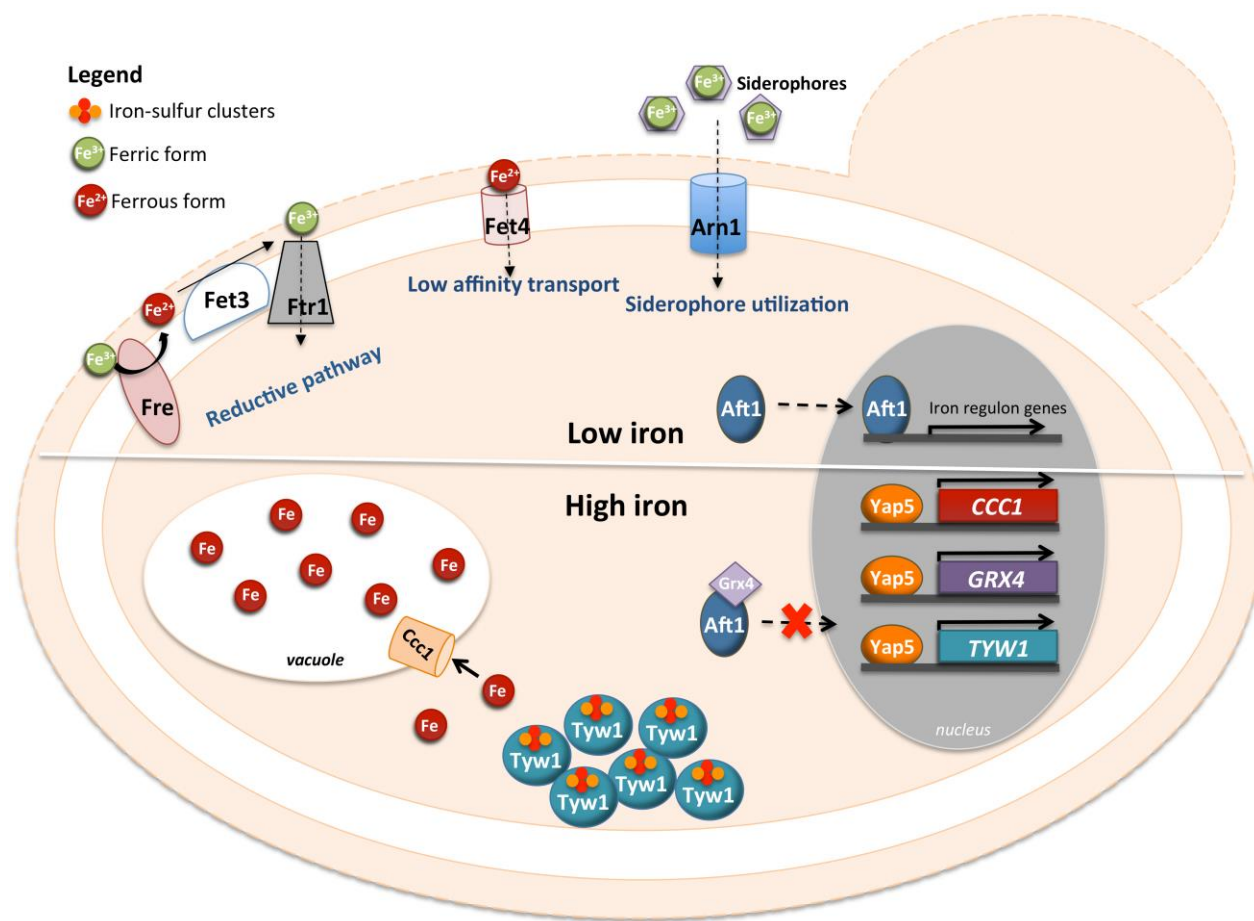 Legend
Iron-sulfur clusters
Fe³⁺ Ferric form
Fe²⁺ Ferrous form
Fe³⁺
Siderophores
Fe³⁺
Fe³⁺
Fe²⁺
Fet4
Low affinity transport
Arn1
Siderophore utilization
Fe³⁺
Fet3
Ftr1
Fe²⁺
Fe³⁺
Fre
Reductive pathway
Low iron
Aft1
Aft1
Iron regulon genes
High iron
Yap5
CCC1
Yap5
GRX4
Yap5
TYW1
nucleus
Grx4
Aft1
Fe
Fe
Fe
Fe
Fe
Fe
Fe
vacuole
Ccc1
Fe
Fe
Tyw1
Tyw1
Tyw1
Tyw1
Tyw1
Tyw1